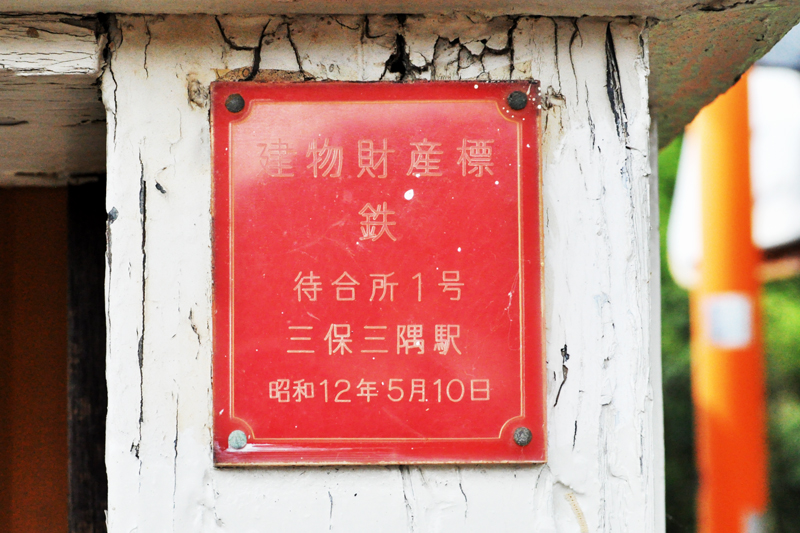 建物財産標
鉄
待合所1号
三保三隅駅
昭和12年5月10日